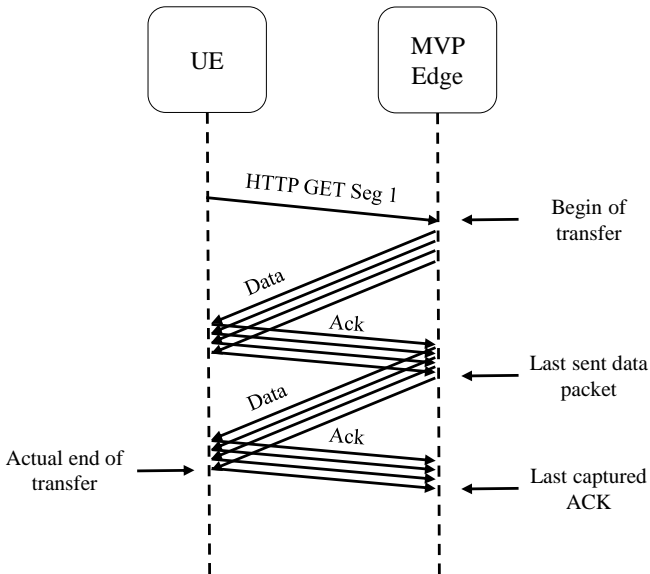 UE
MVP
Edge
HTTP GET Seg 1
Begin of
transfer
Data
Ack
Last sent data
packet
Data
Ack
Actual end of
transfer
Last captured
ACK